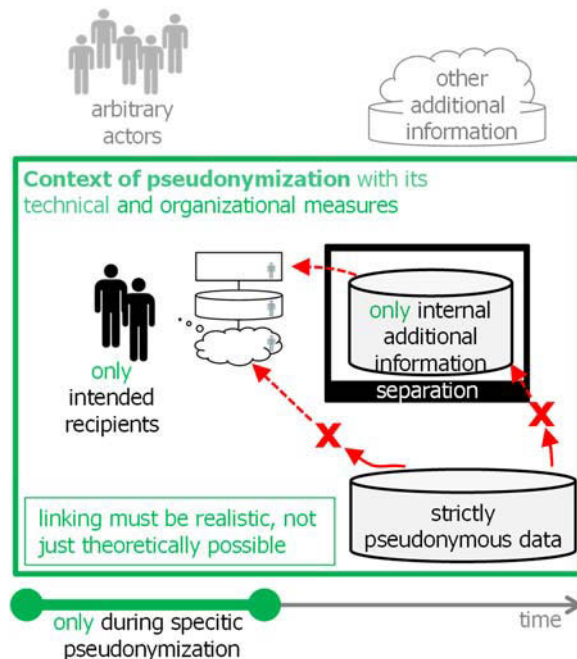 arbitrary
actors
other
additional
information
Context of pseudonymization with its
technical and organizational measures
only
intended
recipients
only internal
additional
information
separation
X
X
linking must be realistic, not
just theoretically possible
strictly
pseudonymous data
only during specitic
pseudonymization
time